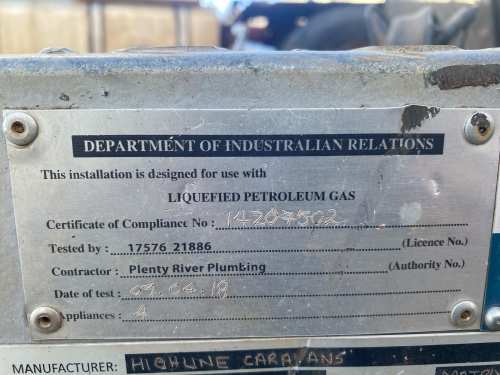 DEPARTMENT OF INDUSTRALIAN RELATIONS
This installation is designed for use with
LIQUEFIED PETROLEUM GAS
Certificate of Compliance No : 14207502
Tested by : 17576 21886 (Licence No.)
Contractor : Plenty River Plumbing (Authority No.)
Date of test : 09.04.18
Appliances : 4
MANUFACTURER: HIGHLINE CARAVANS